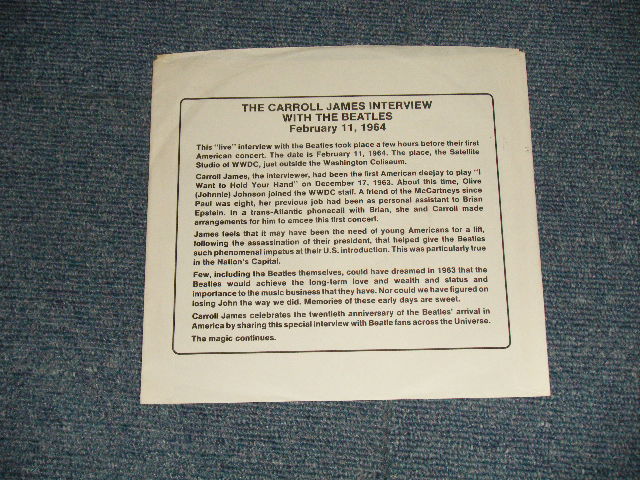 THE CARROLL JAMES INTERVIEW
WITH THE BEATLES
February 11, 1964
This "live" interview with the Beatles took place a few hours before their first
American concert. The date is February 11, 1964. The place, the Satellite
Studio of WWDC, just outside the Washington Coliseum.
Carroll James, the interviewer, had been the first American deejay to play "I
Want to Hold Your Hand" on December 17, 1963. About this time, Olive
(Johnnie) Johnson joined the WWDC staff. A friend of the McCartneys since
Paul was eight, her previous job had been as personal assistant to Brian
Epstein. In a trans-Atlantic phonecall with Brian, she and Carroll made
arrangements for him to emcee this first concert.
James feels that it may have been the need of young Americans for a lift,
following the assassination of their president, that helped give the Beatles
such phenomenal impetus at their U.S. introduction. This was particularly true
in the Nation's Capital.
Few, including the Beatles themselves, could have dreamed in 1963 that the
Beatles would achieve the long-term love and wealth and status and
importance to the music business that they have. Nor could we have figured on
losing John the way we did. Memories of these early days are sweet.
Carroll James celebrates the twentieth anniversary of the Beatles' arrival in
America by sharing this special interview with Beatle fans across the Universe.
The magic continues.